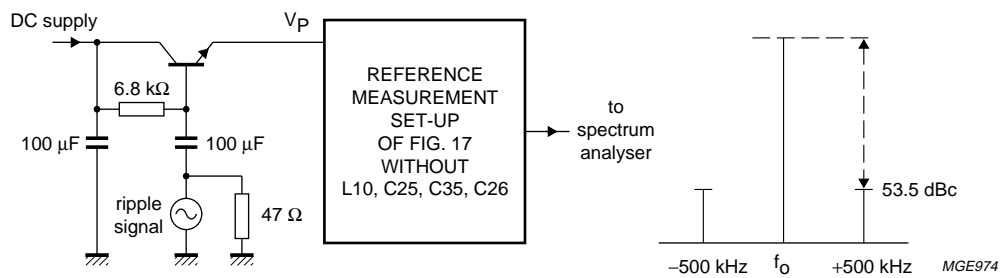 DC supply
V_P
6.8 kΩ
100 µF
100 µF
ripple
signal
47 Ω
REFERENCE
MEASUREMENT
SET-UP
OF FIG. 17
WITHOUT
L10, C25, C35, C26
to
spectrum
analyser
53.5 dBc
−500 kHz
f_o
+500 kHz
MGE974